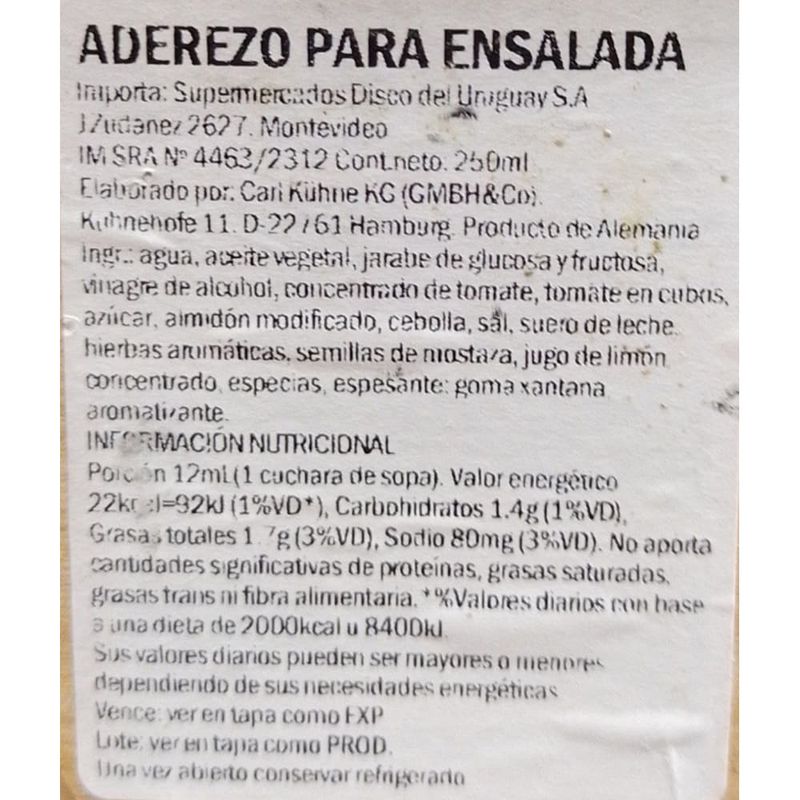 ADEREZO PARA ENSALADA
Importa: Supermercados Disco del Uruguay S.A
J Zudanez 2627. Montevideo
IM SRA Nº 4463/2312 Cont.neto. 250ml
Elaborado por: Carl Kühne KG (GMBH&Co).
Kuhnehofe 11. D-22761 Hamburg. Producto de Alemania
Ingr.: agua, aceite vegetal, jarabe de glucosa y fructosa,
vinagre de alcohol, concentrado de tomate, tomate en cubos,
azúcar, almidón modificado, cebolla, sal, suero de leche,
hierbas aromáticas, semillas de mostaza, jugo de limón
concentrado, especias, espesante: goma xantana
aromatizante.
INFORMACIÓN NUTRICIONAL
Porción 12mL (1 cuchara de sopa). Valor energético
22kcal=92kJ (1%VD*), Carbohidratos 1.4g (1%VD),
Grasas totales 1.7g (3%VD), Sodio 80mg (3%VD). No aporta
cantidades significativas de proteínas, grasas saturadas,
grasas trans ni fibra alimentaria. *%Valores diarios con base
a una dieta de 2000kcal u 8400kJ.
Sus valores diarios pueden ser mayores o menores
dependiendo de sus necesidades energéticas
Vence: ver en tapa como EXP
Lote: ver en tapa como PROD.
Una vez abierto conservar refrigerado